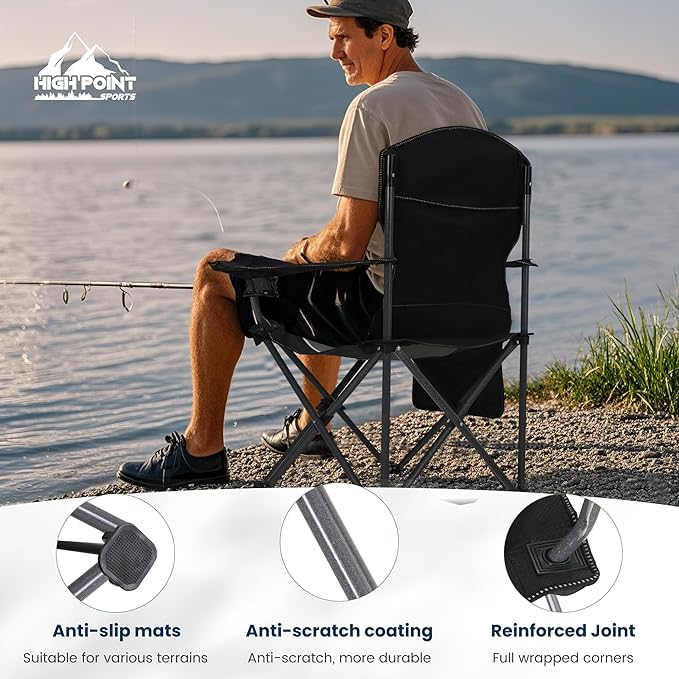 HIGH POINT
SPORTS
Anti-slip mats
Suitable for various terrains
Anti-scratch coating
Anti-scratch, more durable
Reinforced Joint
Full wrapped corners